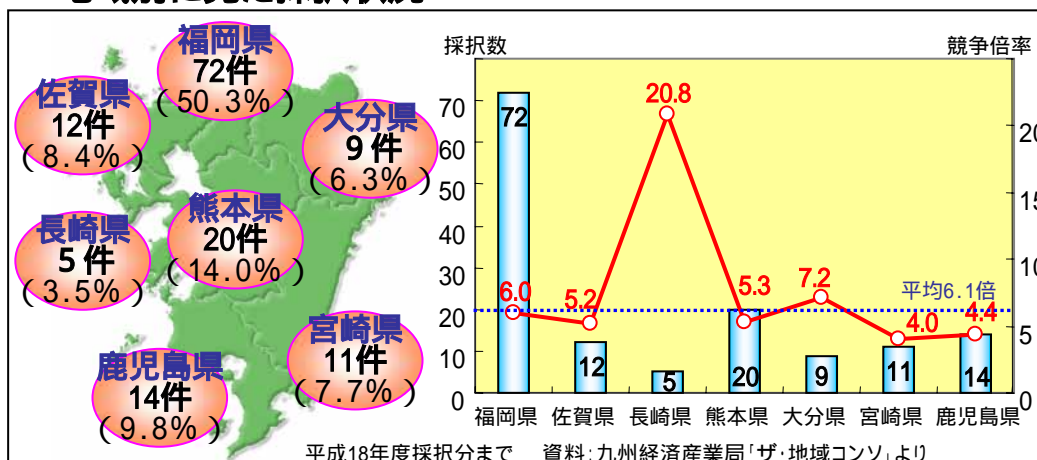 福岡県
72件
(50.3%)
佐賀県
12件
(8.4%)
大分県
9件
(6.3%)
熊本県
20件
(14.0%)
長崎県
5件
(3.5%)
宮崎県
11件
(7.7%)
鹿児島県
14件
(9.8%)
採択数
競争倍率
70
60
50
40
30
20
10
0
20
15
10
5
0
72
12
5
20
9
11
14
6.0
5.2
20.8
5.3
7.2
4.0
4.4
平均6.1倍
福岡県 佐賀県 長崎県 熊本県 大分県 宮崎県 鹿児島県
平成18年度採択分まで 資料:九州経済産業局「ザ・地域コンソ」より